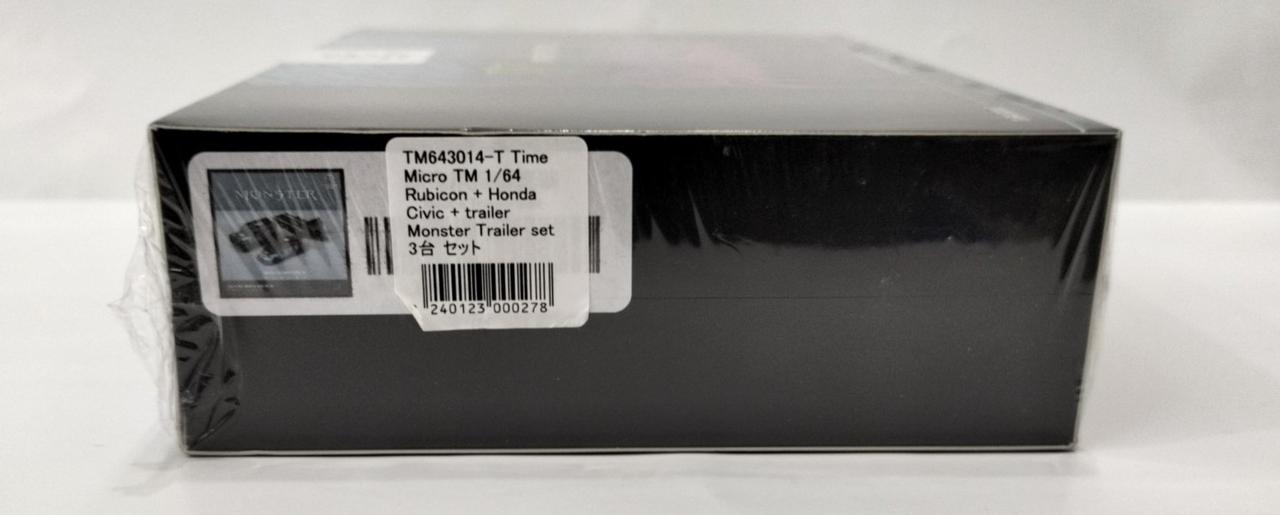 MONSTER
TM643014-T Time
Micro TM 1/64
Rubicon + Honda
Civic + trailer
Monster Trailer set
3台 セット
240123 000278